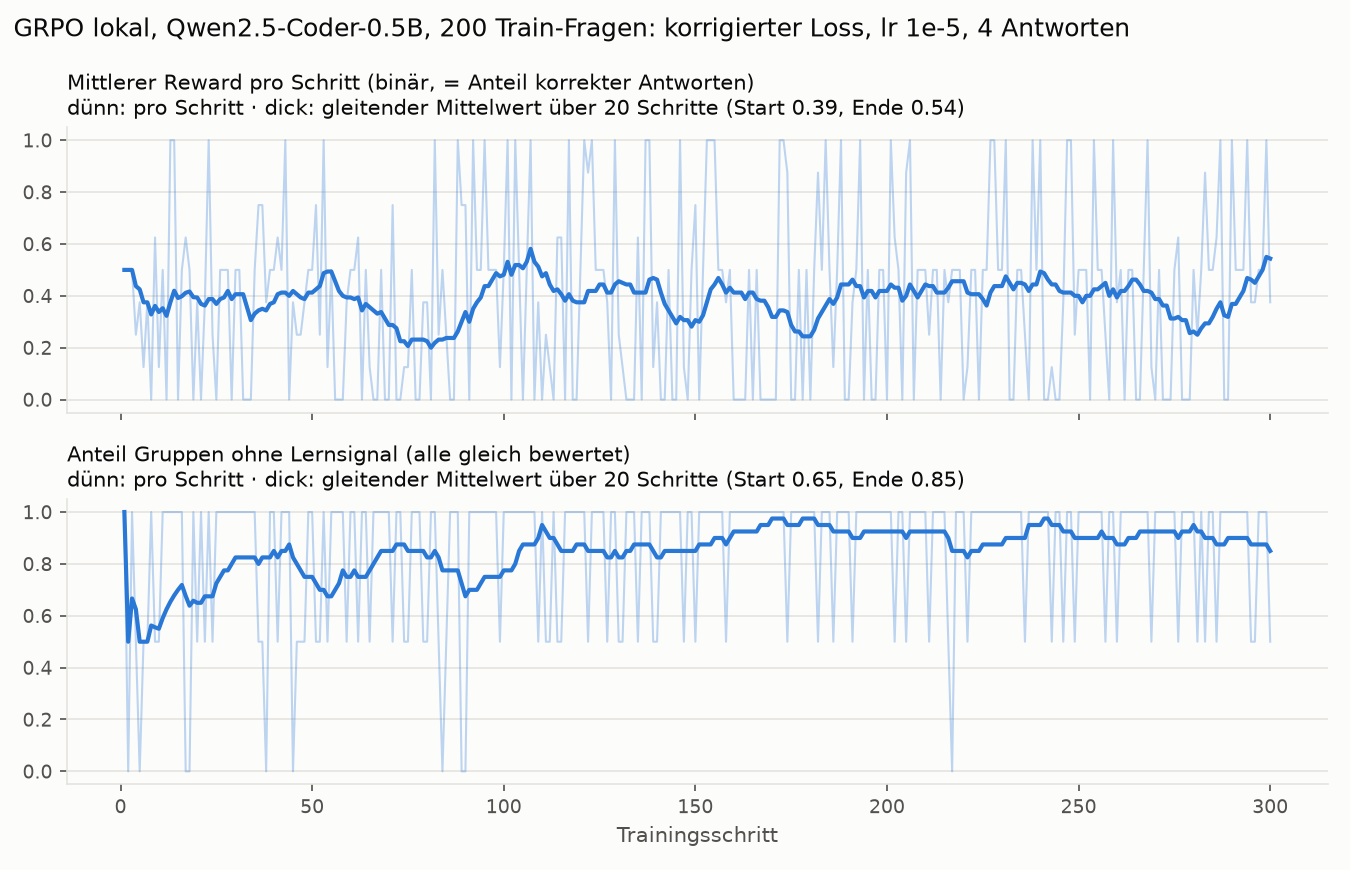 GRPO lokal, Qwen2.5-Coder-0.5B, 200 Train-Fragen: korrigierter Loss, lr 1e-5, 4 Antworten
Mittlerer Reward pro Schritt (binär, = Anteil korrekter Antworten)
dünn: pro Schritt · dick: gleitender Mittelwert über 20 Schritte (Start 0.39, Ende 0.54)
1.0
0.8
0.6
0.4
0.2
0.0
Anteil Gruppen ohne Lernsignal (alle gleich bewertet)
dünn: pro Schritt · dick: gleitender Mittelwert über 20 Schritte (Start 0.65, Ende 0.85)
1.0
0.8
0.6
0.4
0.2
0.0
0 50 100 150 200 250 300
Trainingsschritt